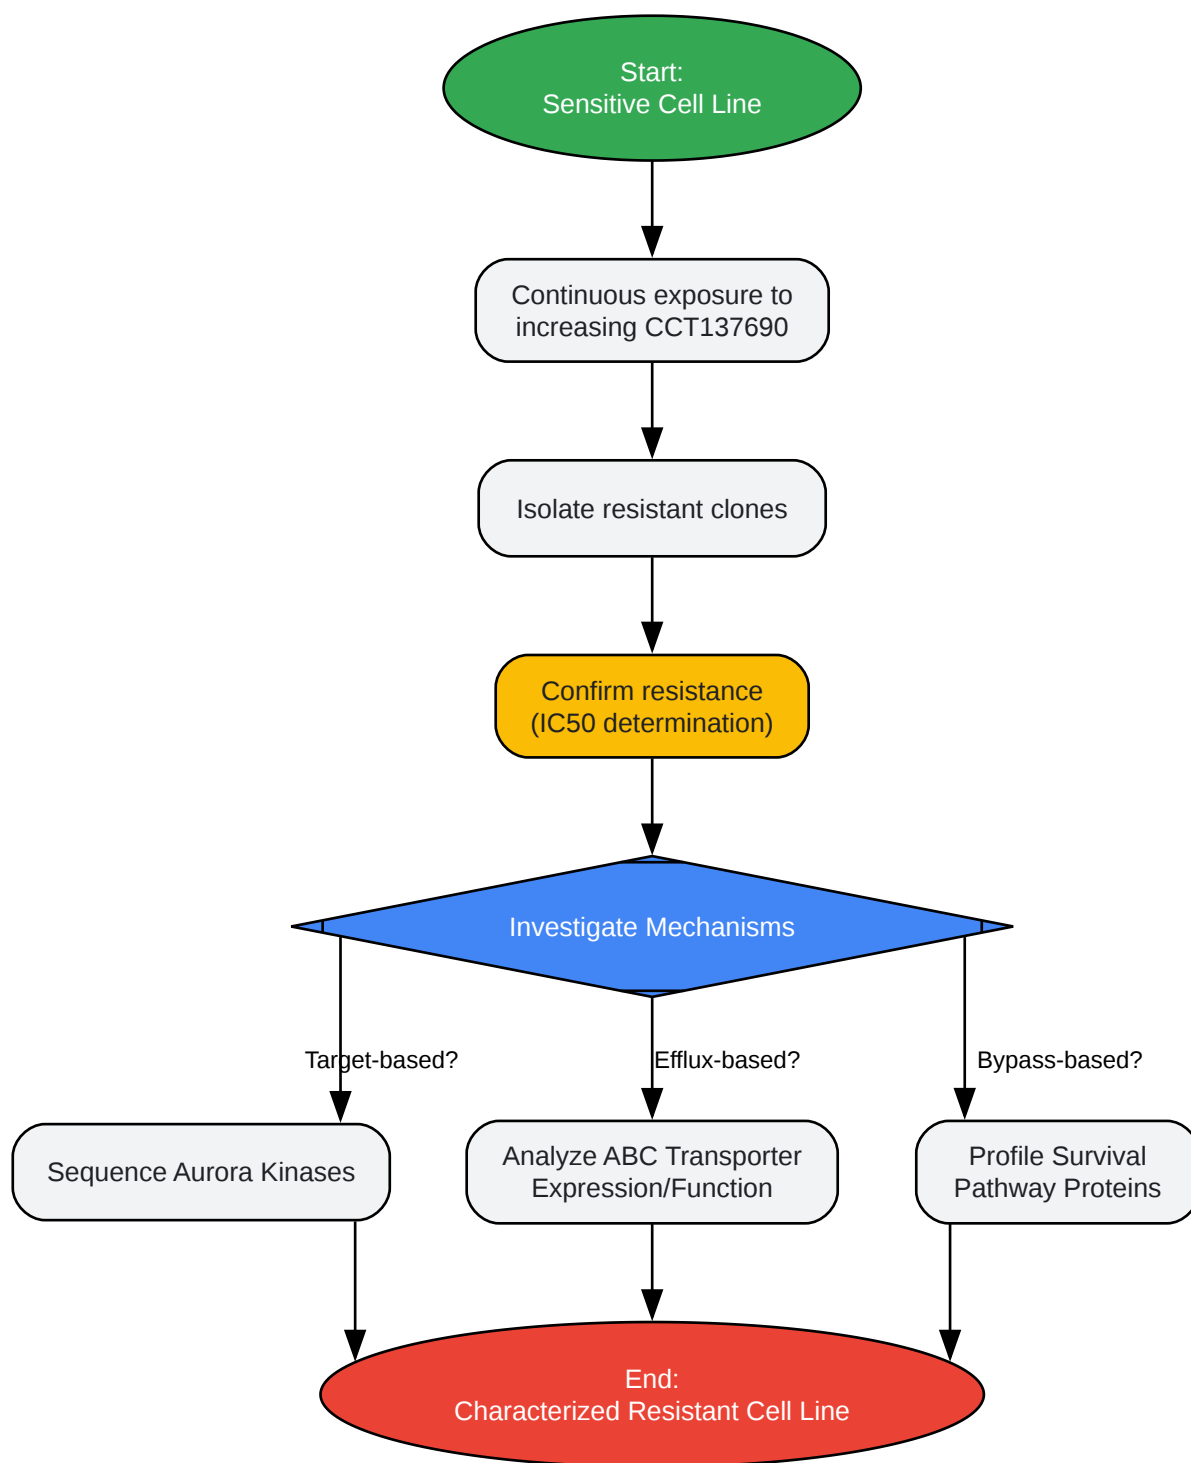 Start:
Sensitive Cell Line
Continuous exposure to
increasing CCT137690
Isolate resistant clones
Confirm resistance
(IC50 determination)
Investigate Mechanisms
Target-based?
Efflux-based?
Bypass-based?
Sequence Aurora Kinases
Analyze ABC Transporter
Expression/Function
Profile Survival
Pathway Proteins
End:
Characterized Resistant Cell Line